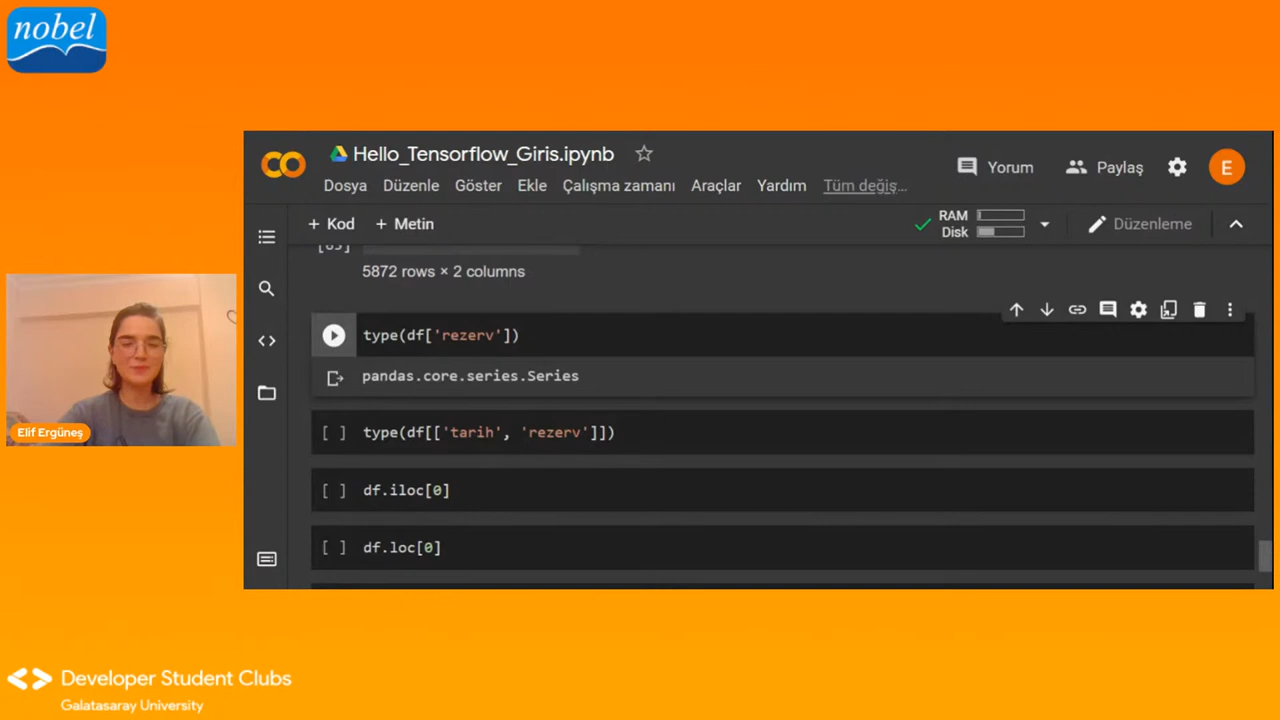 nobel
Hello_Tensorflow_Giris.ipynb
Yorum
Paylaş
E
Dosya Düzenle Göster Ekle Çalışma zamanı Araçlar Yardım Tüm değiş...
+ Kod + Metin
RAM
Disk
Düzenleme
5872 rows × 2 columns
type(df['rezerv'])
pandas.core.series.Series
[ ] type(df[['tarih', 'rezerv']])
[ ] df.iloc[0]
[ ] df.loc[0]
Elif Ergüneş
Developer Student Clubs
Galatasaray University